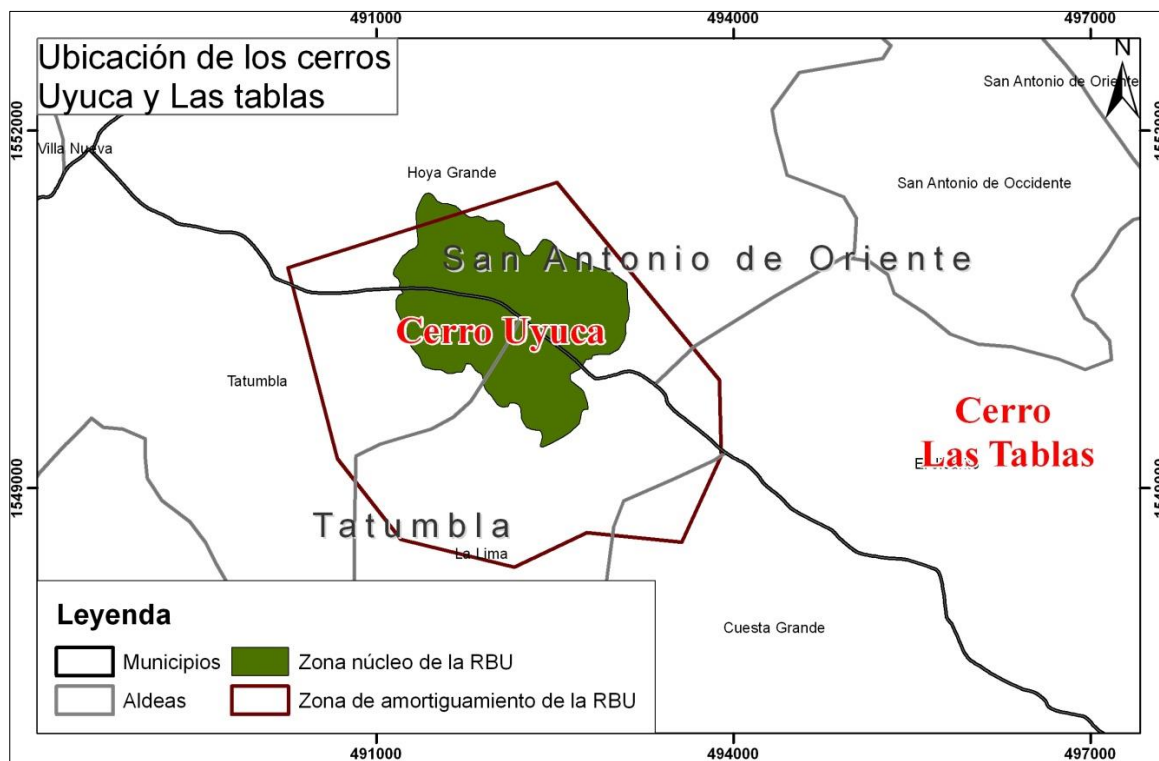 491000 494000 497000
Ubicación de los cerros
Uyuca y Las tablas
N
San Antonio de Oriente
1552000 1552000
Villa Nueva
Hoya Grande
San Antonio de Occidente
San Antonio de Oriente
Cerro Uyuca
Tatumbla
Cerro
Las Tablas
1549000 1549000
Tatumbla
La Lima
Cuesta Grande
Leyenda
Municipios
Zona núcleo de la RBU
Aldeas
Zona de amortiguamiento de la RBU
491000 494000 497000